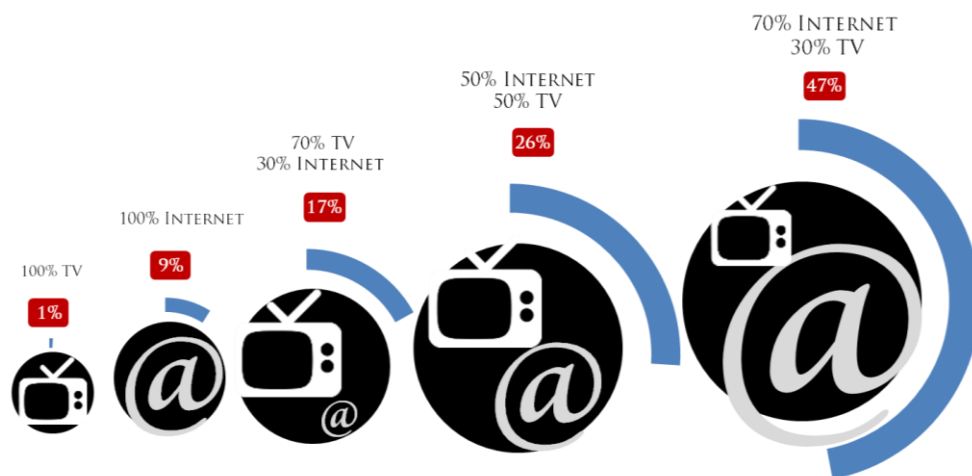 100% TV
1%
100% INTERNET
9%
70% TV
30% INTERNET
17%
50% INTERNET
50% TV
26%
70% INTERNET
30% TV
47%
@
@
@
@